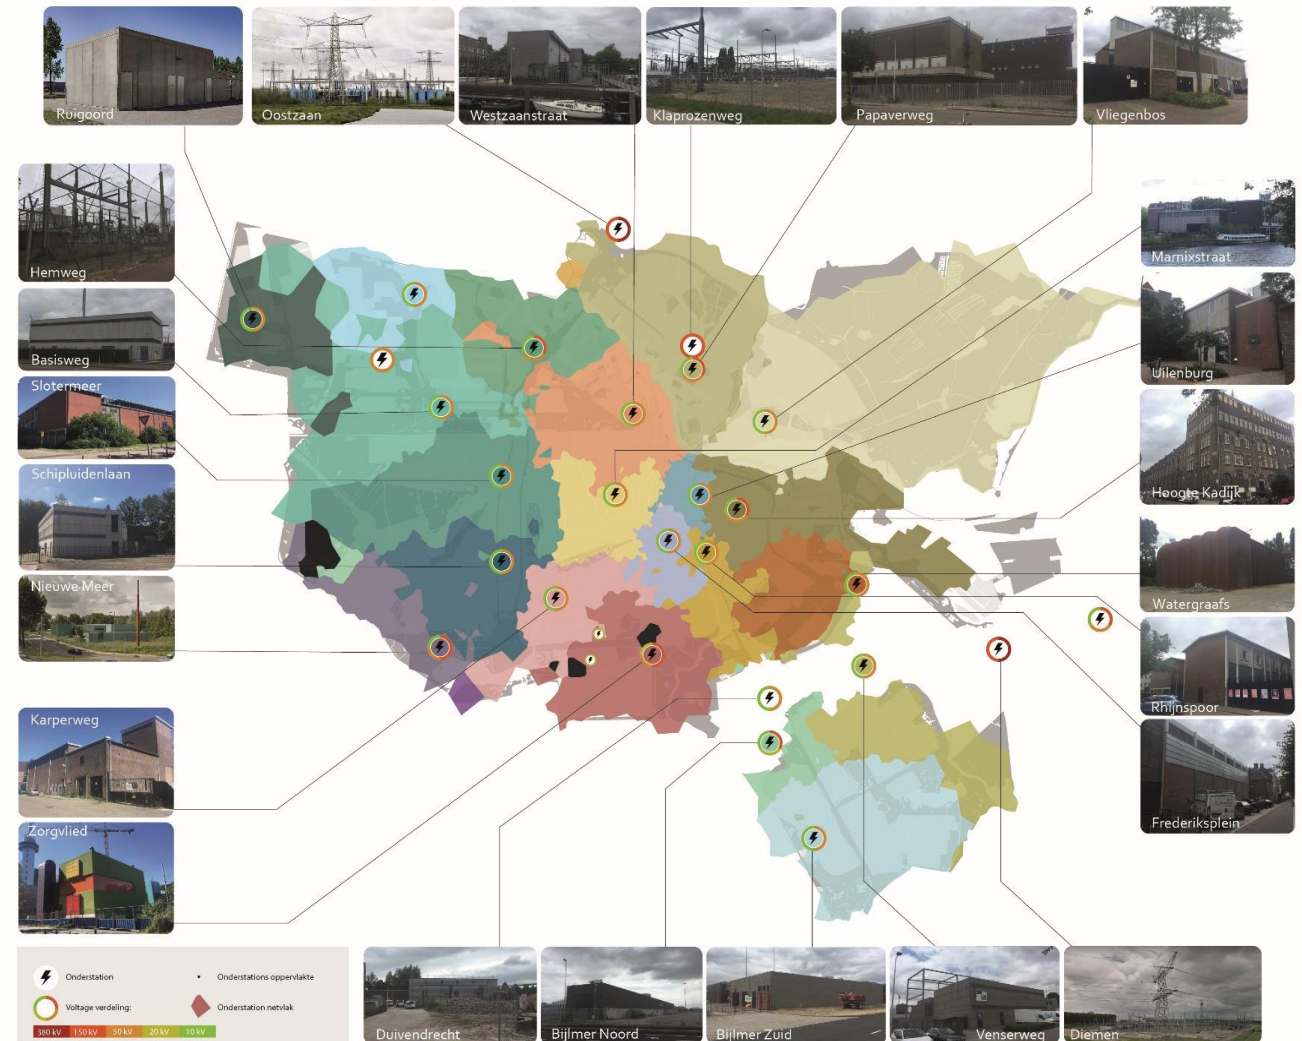 Ruigoord
Oostzaan
Westzaanstraat
Klaprozenweg
Papaverweg
Vliegenbos
Hemweg
Marnixstraat
Basisweg
Uilenburg
Slotermeer
Schipluidenlaan
Hoogte Kadijk
Nieuwe Meer
Watergraafs
Karperweg
Rhijnspoor
Zorgvlied
Frederiksplein
Onderstation
Onderstations oppervlakte
Voltage verdeling:
Onderstation netvlak
380 kV 150 kV 50 kV 20 kV 10 kV
Duivendrecht
Bijlmer Noord
Bijlmer Zuid
Venserweg
Diemen